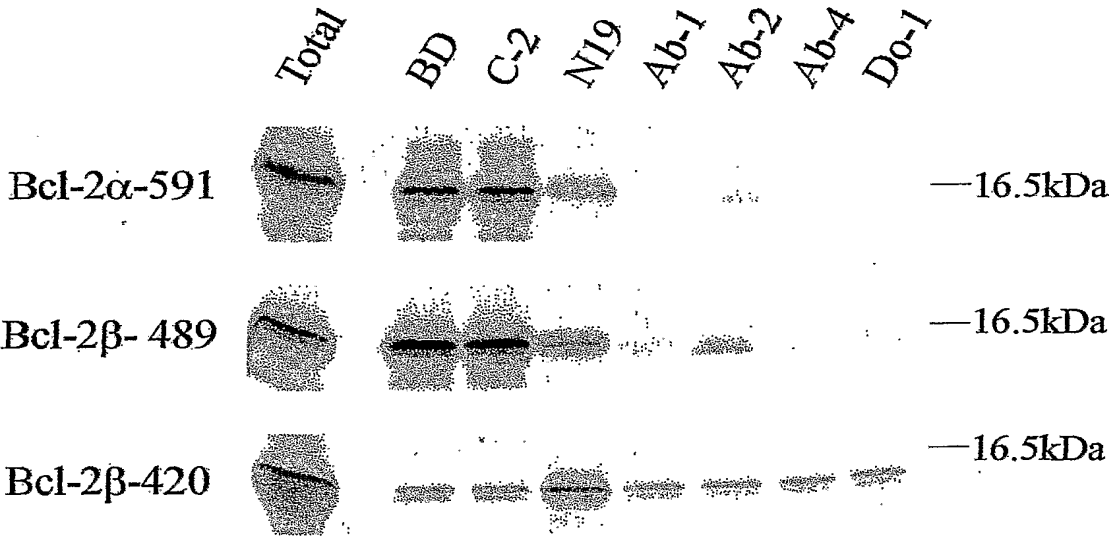 Total BD C-2 N19 Ab-1 Ab-2 Ab-4 Do-1
Bcl-2α-591 —16.5kDa
Bcl-2β- 489 —16.5kDa
Bcl-2β-420 —16.5kDa